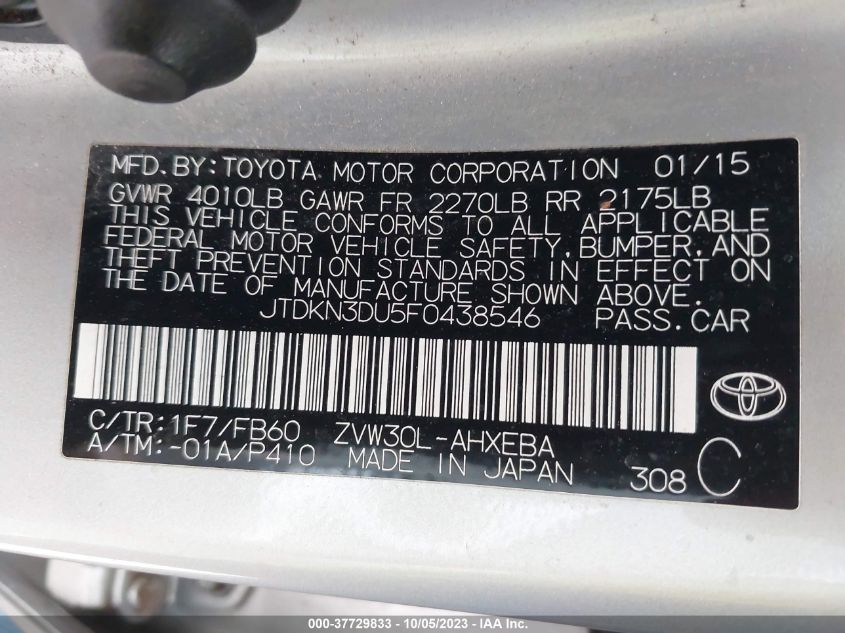 MFD.BY:TOYOTA MOTOR CORPORATION 01/15
GVWR 4010LB GAWR FR 2270LB RR 2175LB
THIS VEHICLE CONFORMS TO ALL APPLICABLE
FEDERAL MOTOR VEHICLE SAFETY,BUMPER,AND
THEFT PREVENTION STANDARDS IN EFFECT ON
THE DATE OF MANUFACTURE SHOWN ABOVE.
JTDKN3DU5F0438546 PASS.CAR
C/TR:1F7/FB60 ZVW30L-AHXEBA
A/TM:-01A/P410 MADE IN JAPAN 308 C
000-37729833 - 10/05/2023 - IAA Inc.